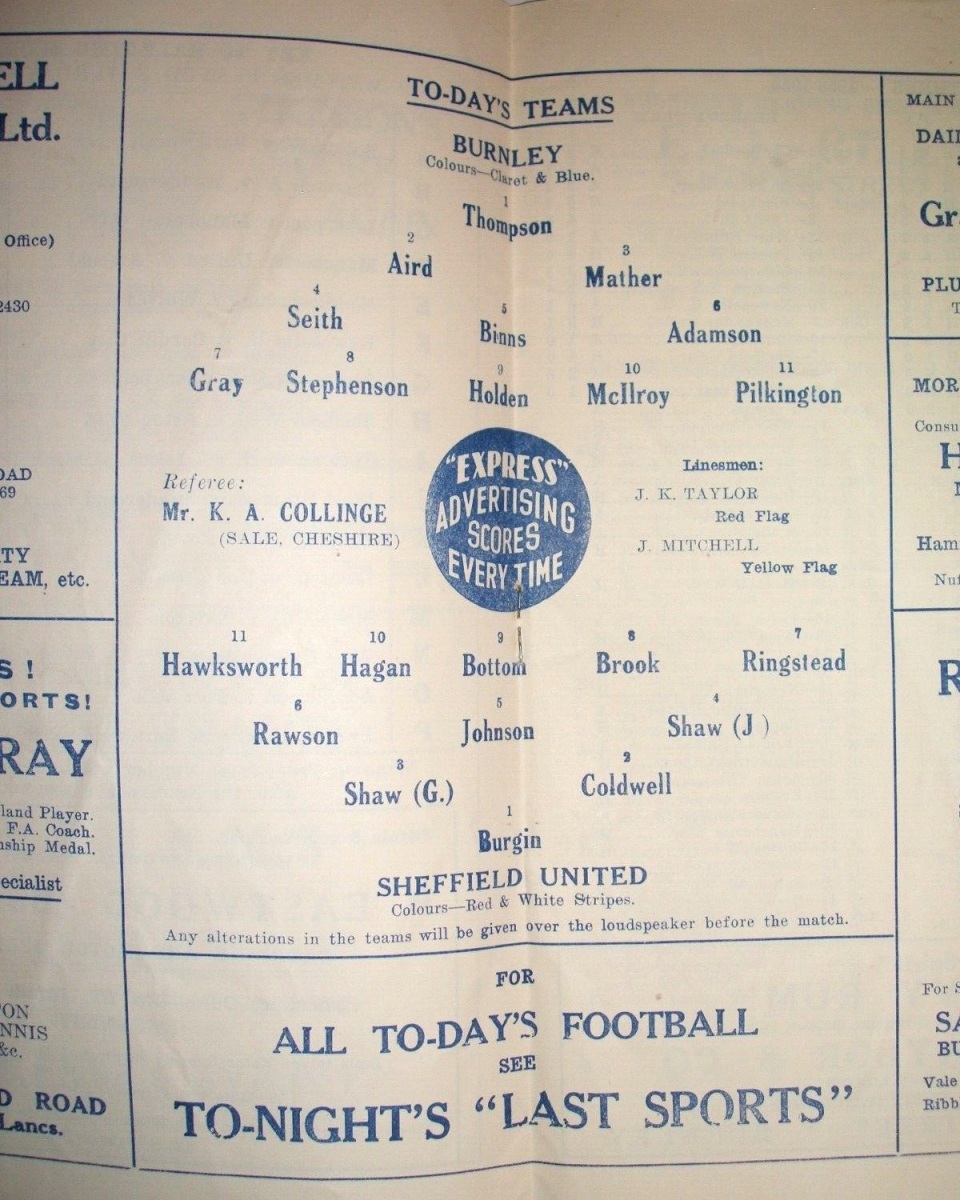 ELL
Ltd.
Office)
2430
OAD
69
TY
EAM, etc.
S !
ORTS!
RAY
land Player.
F.A. Coach.
nship Medal.
ecialist
TON
NNIS
&c.
D ROAD
Lancs.
TO-DAY'S TEAMS
BURNLEY
Colours—Claret & Blue.
1
Thompson
2 3
Aird Mather
4 5 6
Seith Binns Adamson
7 8 9 10 11
Gray Stephenson Holden McIlroy Pilkington
Referee:
Mr. K. A. COLLINGE
(SALE, CHESHIRE)
"EXPRESS"
ADVERTISING
SCORES
EVERY TIME
Linesmen:
J. K. TAYLOR
Red Flag
J. MITCHELL
Yellow Flag
11 10 9 8 7
Hawksworth Hagan Bottom Brook Ringstead
6 5 4
Rawson Johnson Shaw (J )
3 2
Shaw (G.) Coldwell
1
Burgin
SHEFFIELD UNITED
Colours—Red & White Stripes.
Any alterations in the teams will be given over the loudspeaker before the match.
FOR
ALL TO-DAY'S FOOTBALL
SEE
TO-NIGHT'S "LAST SPORTS"
MAIN
DAI
Gr
PLU
MOR
Consu
H
Ham
Nuf
R
For S
SA
BU
Vale
Ribb